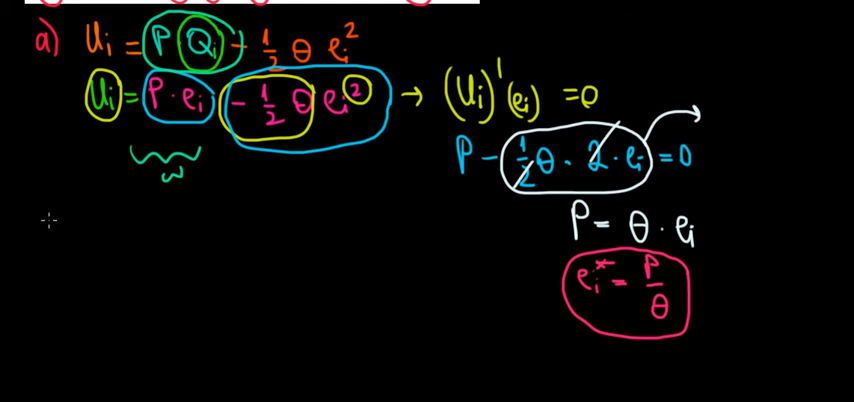 a) Ui = P Qi - 1/2 θ ei²
Ui = P · ei - 1/2 θ ei² → (Ui)'(ei) = 0
w
P - 1/2 θ · 2 · ei = 0
P = θ · ei
ei* = P/θ